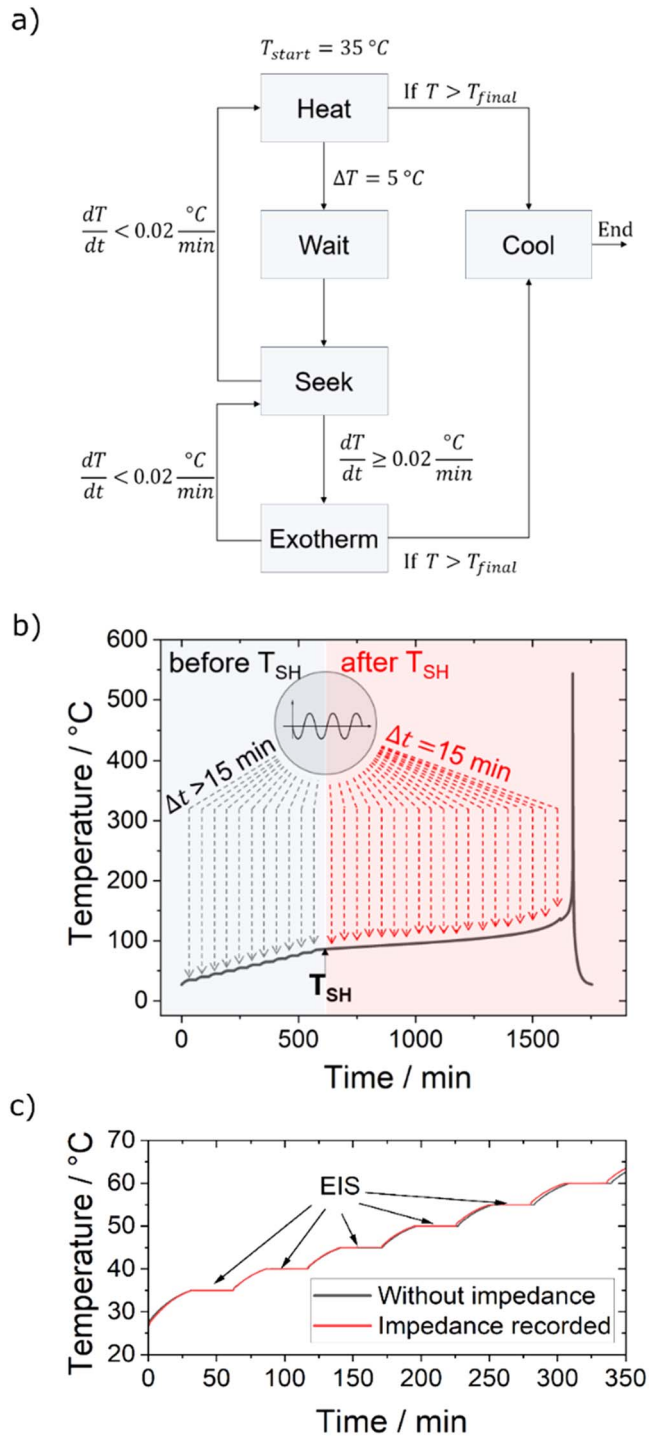 a)
T_start = 35 °C
Heat
If T > T_final
ΔT = 5 °C
dT/dt < 0.02 °C/min
Wait
Cool
End
Seek
dT/dt < 0.02 °C/min
dT/dt ≥ 0.02 °C/min
Exotherm
If T > T_final
b)
600
500
400
300
200
100
0
Temperature / °C
before T_SH
after T_SH
Δt >15 min
Δt = 15 min
T_SH
0 500 1000 1500
Time / min
c)
70
60
50
40
30
20
Temperature / °C
EIS
Without impedance
Impedance recorded
0 50 100 150 200 250 300 350
Time / min